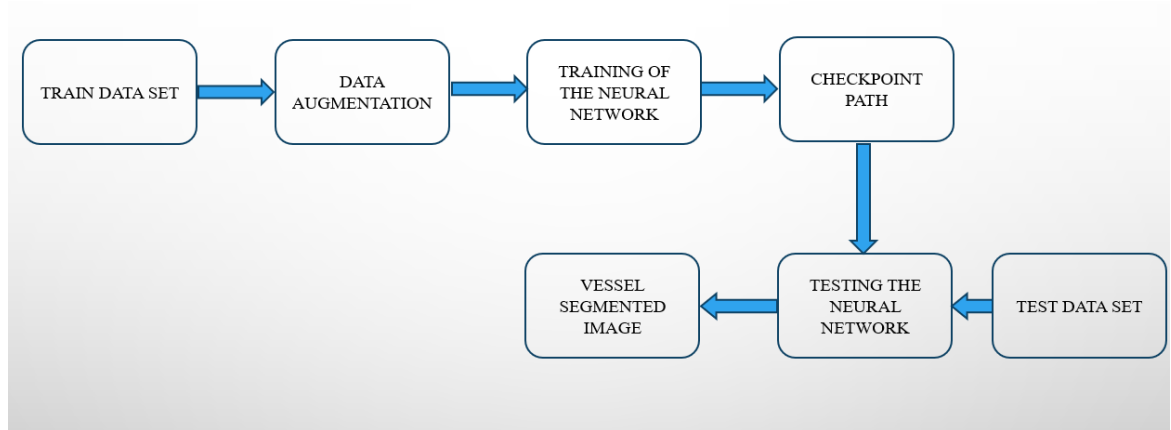 TRAIN DATA SET
DATA
AUGMENTATION
TRAINING OF
THE NEURAL
NETWORK
CHECKPOINT
PATH
VESSEL
SEGMENTED
IMAGE
TESTING THE
NEURAL
NETWORK
TEST DATA SET